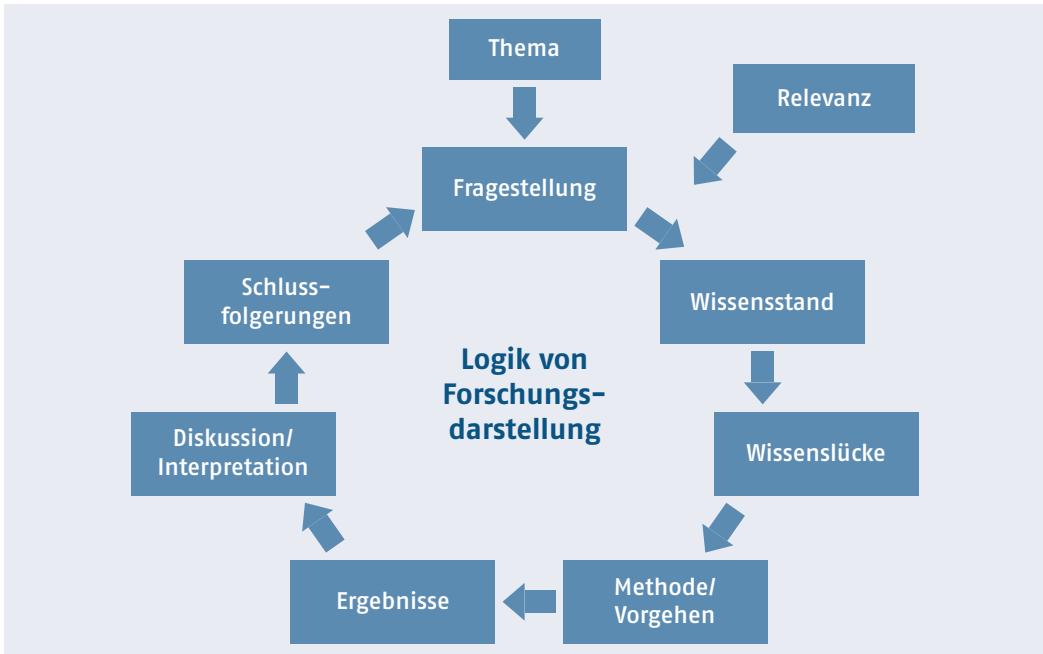 Thema
Relevanz
Fragestellung
Wissensstand
Wissenslücke
Methode/
Vorgehen
Ergebnisse
Diskussion/
Interpretation
Schluss-
folgerungen
Logik von
Forschungs-
darstellung